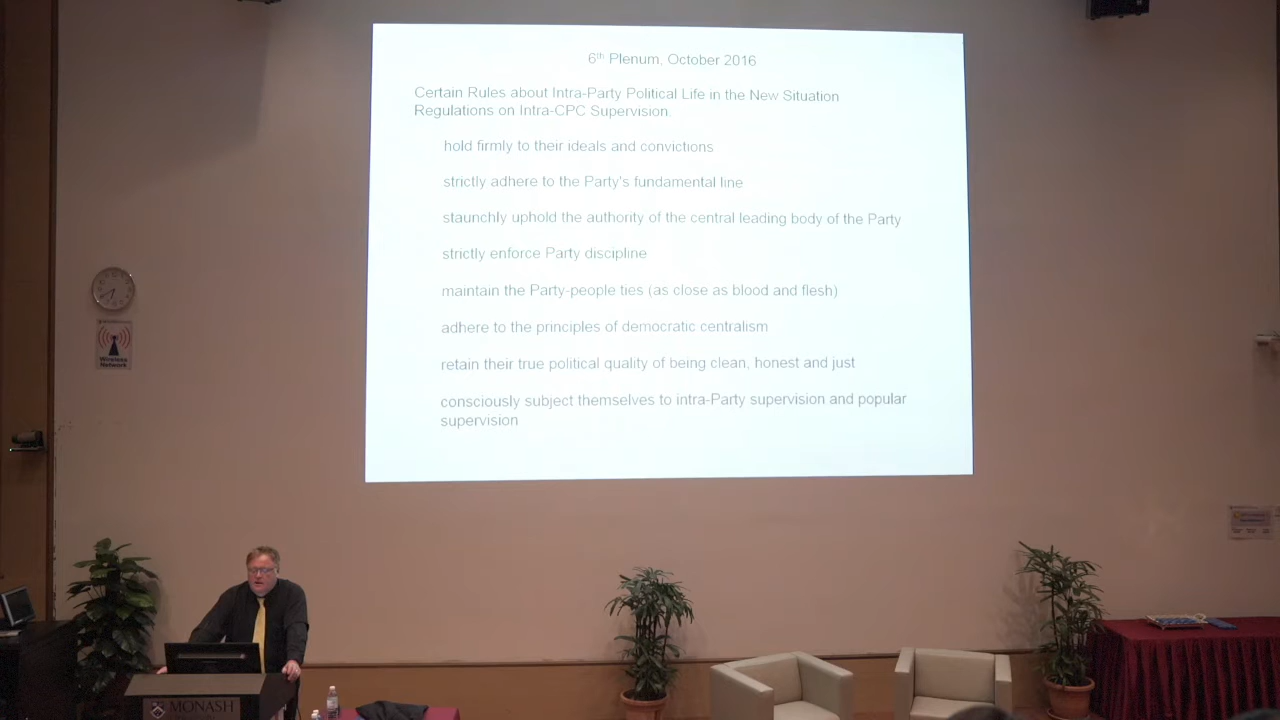 6th Plenum, October 2016
Certain Rules about Intra-Party Political Life in the New Situation
Regulations on Intra-CPC Supervision
hold firmly to their ideals and convictions
strictly adhere to the Party's fundamental line
staunchly uphold the authority of the central leading body of the Party
strictly enforce Party discipline
maintain the Party-people ties (as close as blood and flesh)
adhere to the principles of democratic centralism
retain their true political quality of being clean, honest and just
consciously subject themselves to intra-Party supervision and popular
supervision
Wireless
Network
MONASH